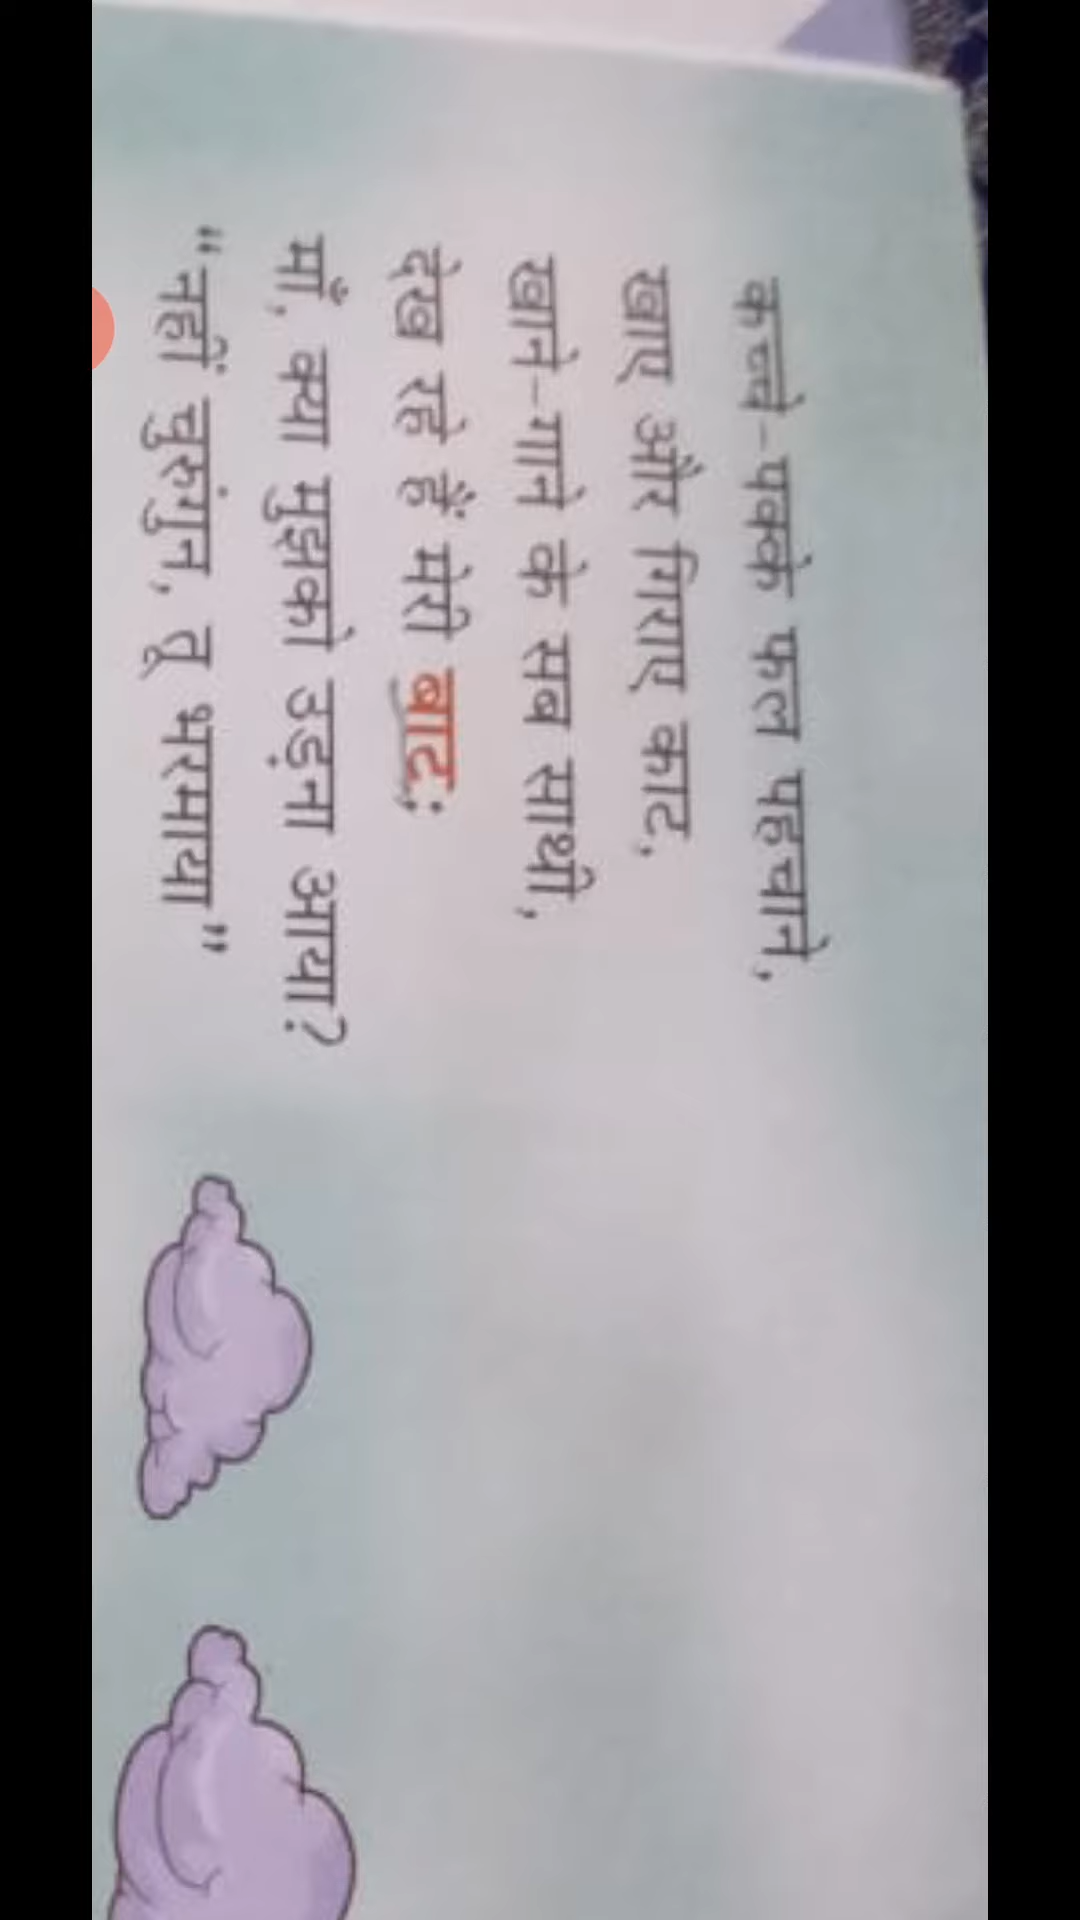 कच्चे-पक्के फल पहचाने,
खाए और गिराए काट,
खाने-गाने के सब साथी,
देख रहे हैं मेरी बाट;
माँ, क्या मुझको उड़ना आया?
“नहीं चुरुंगुन, तू भरमाया”